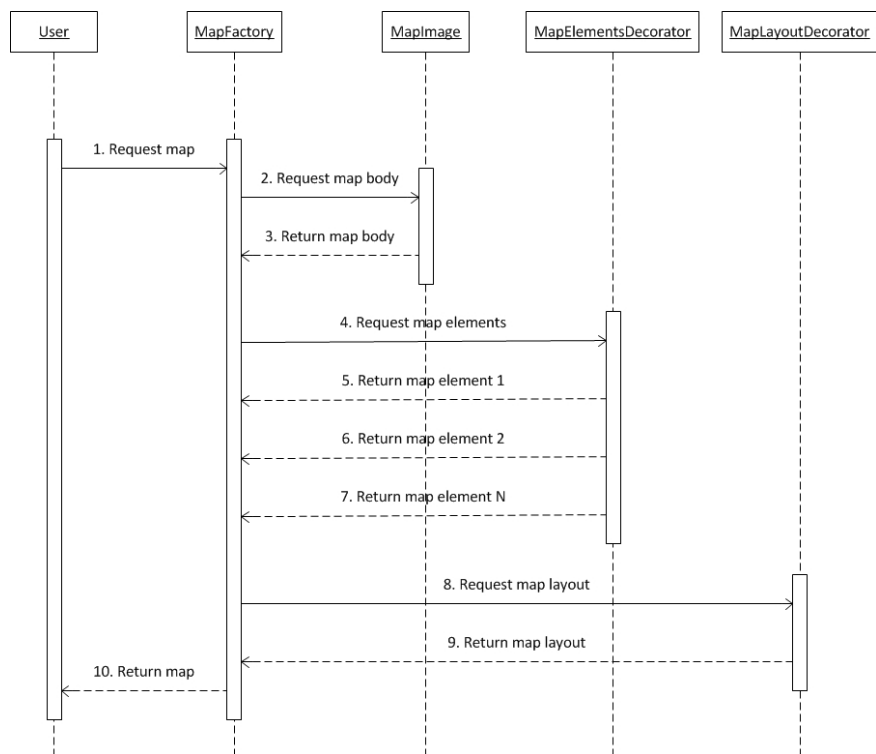 User
MapFactory
MapImage
MapElementsDecorator
MapLayoutDecorator
1. Request map
2. Request map body
3. Return map body
4. Request map elements
5. Return map element 1
6. Return map element 2
7. Return map element N
8. Request map layout
9. Return map layout
10. Return map